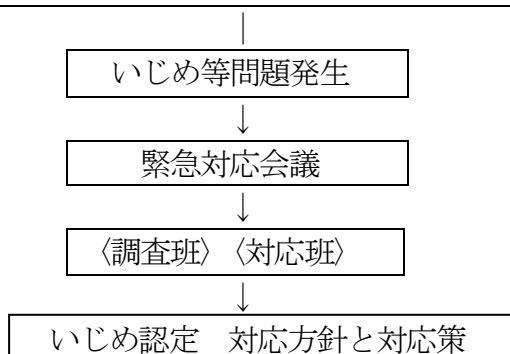 いじめ等問題発生
↓
緊急対応会議
↓
〈調査班〉〈対応班〉
↓
いじめ認定　対応方針と対応策